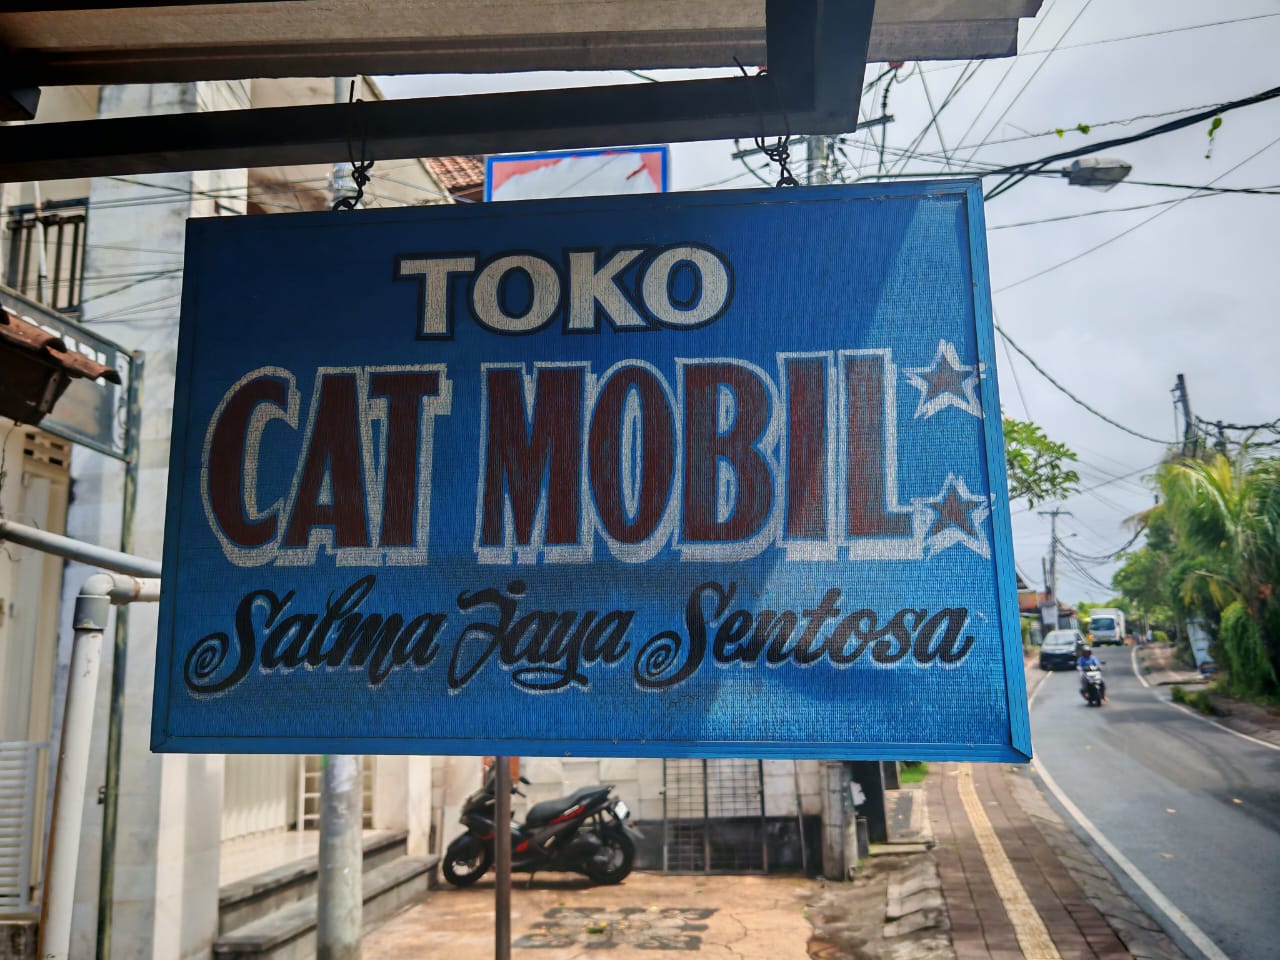 TOKO
CAT MOBIL
Salma Jaya Sentosa